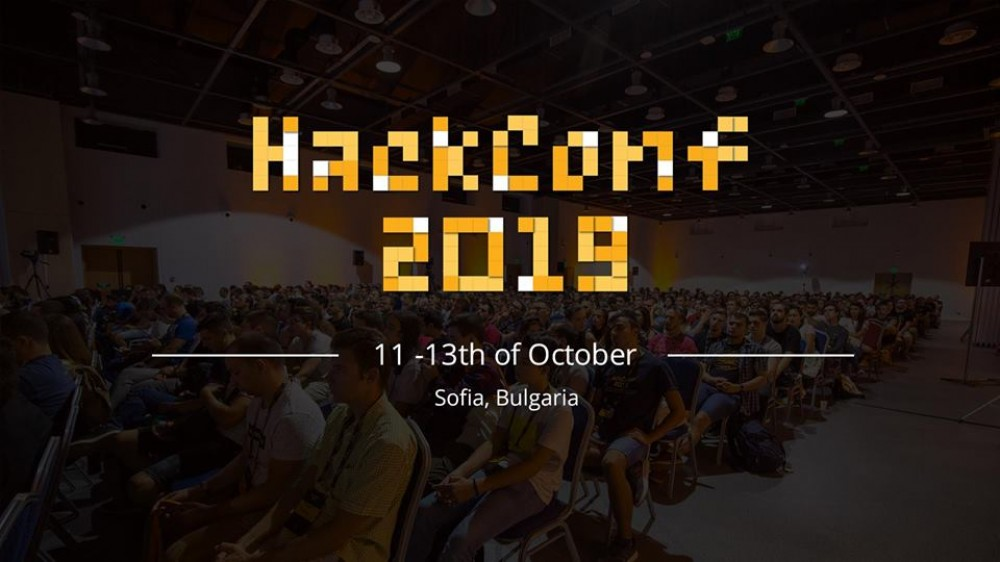 HackConf
2019
11 -13th of October
Sofia, Bulgaria